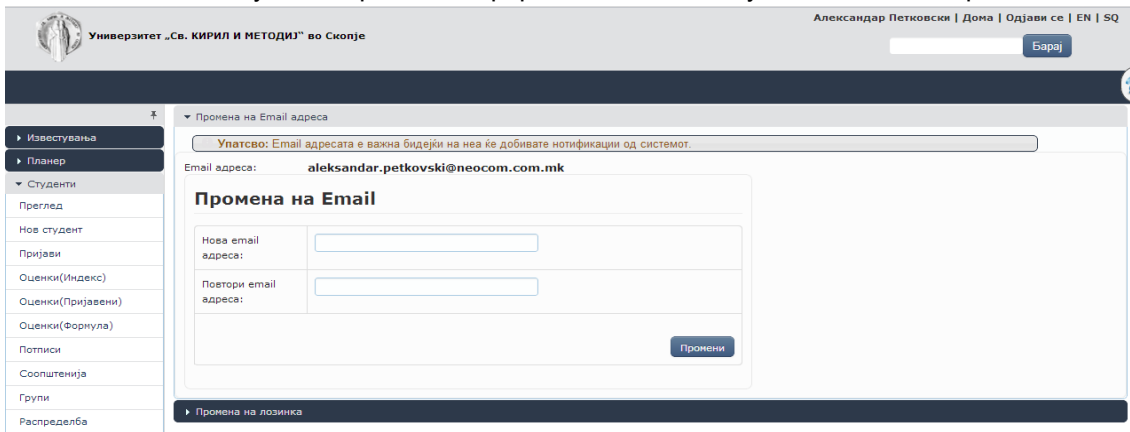 Александар Петковски | Дома | Одјави се | EN | SQ
Универзитет „Св. КИРИЛ И МЕТОДИЈ“ во Скопје
Барај
Промена на Email адреса
Известувања
Упатсво: Email адресата е важна бидејќи на неа ќе добивате нотификации од системот.
Планер
Email адреса: aleksandar.petkovski@neocom.com.mk
Студенти
Преглед
Нов студент
Пријави
Оценки(Индекс)
Оценки(Пријавени)
Оценки(Формула)
Потписи
Соопштенија
Групи
Распределба
Промена на Email
Нова email
адреса:
Повтори email
адреса:
Промени
Промена на лозинка